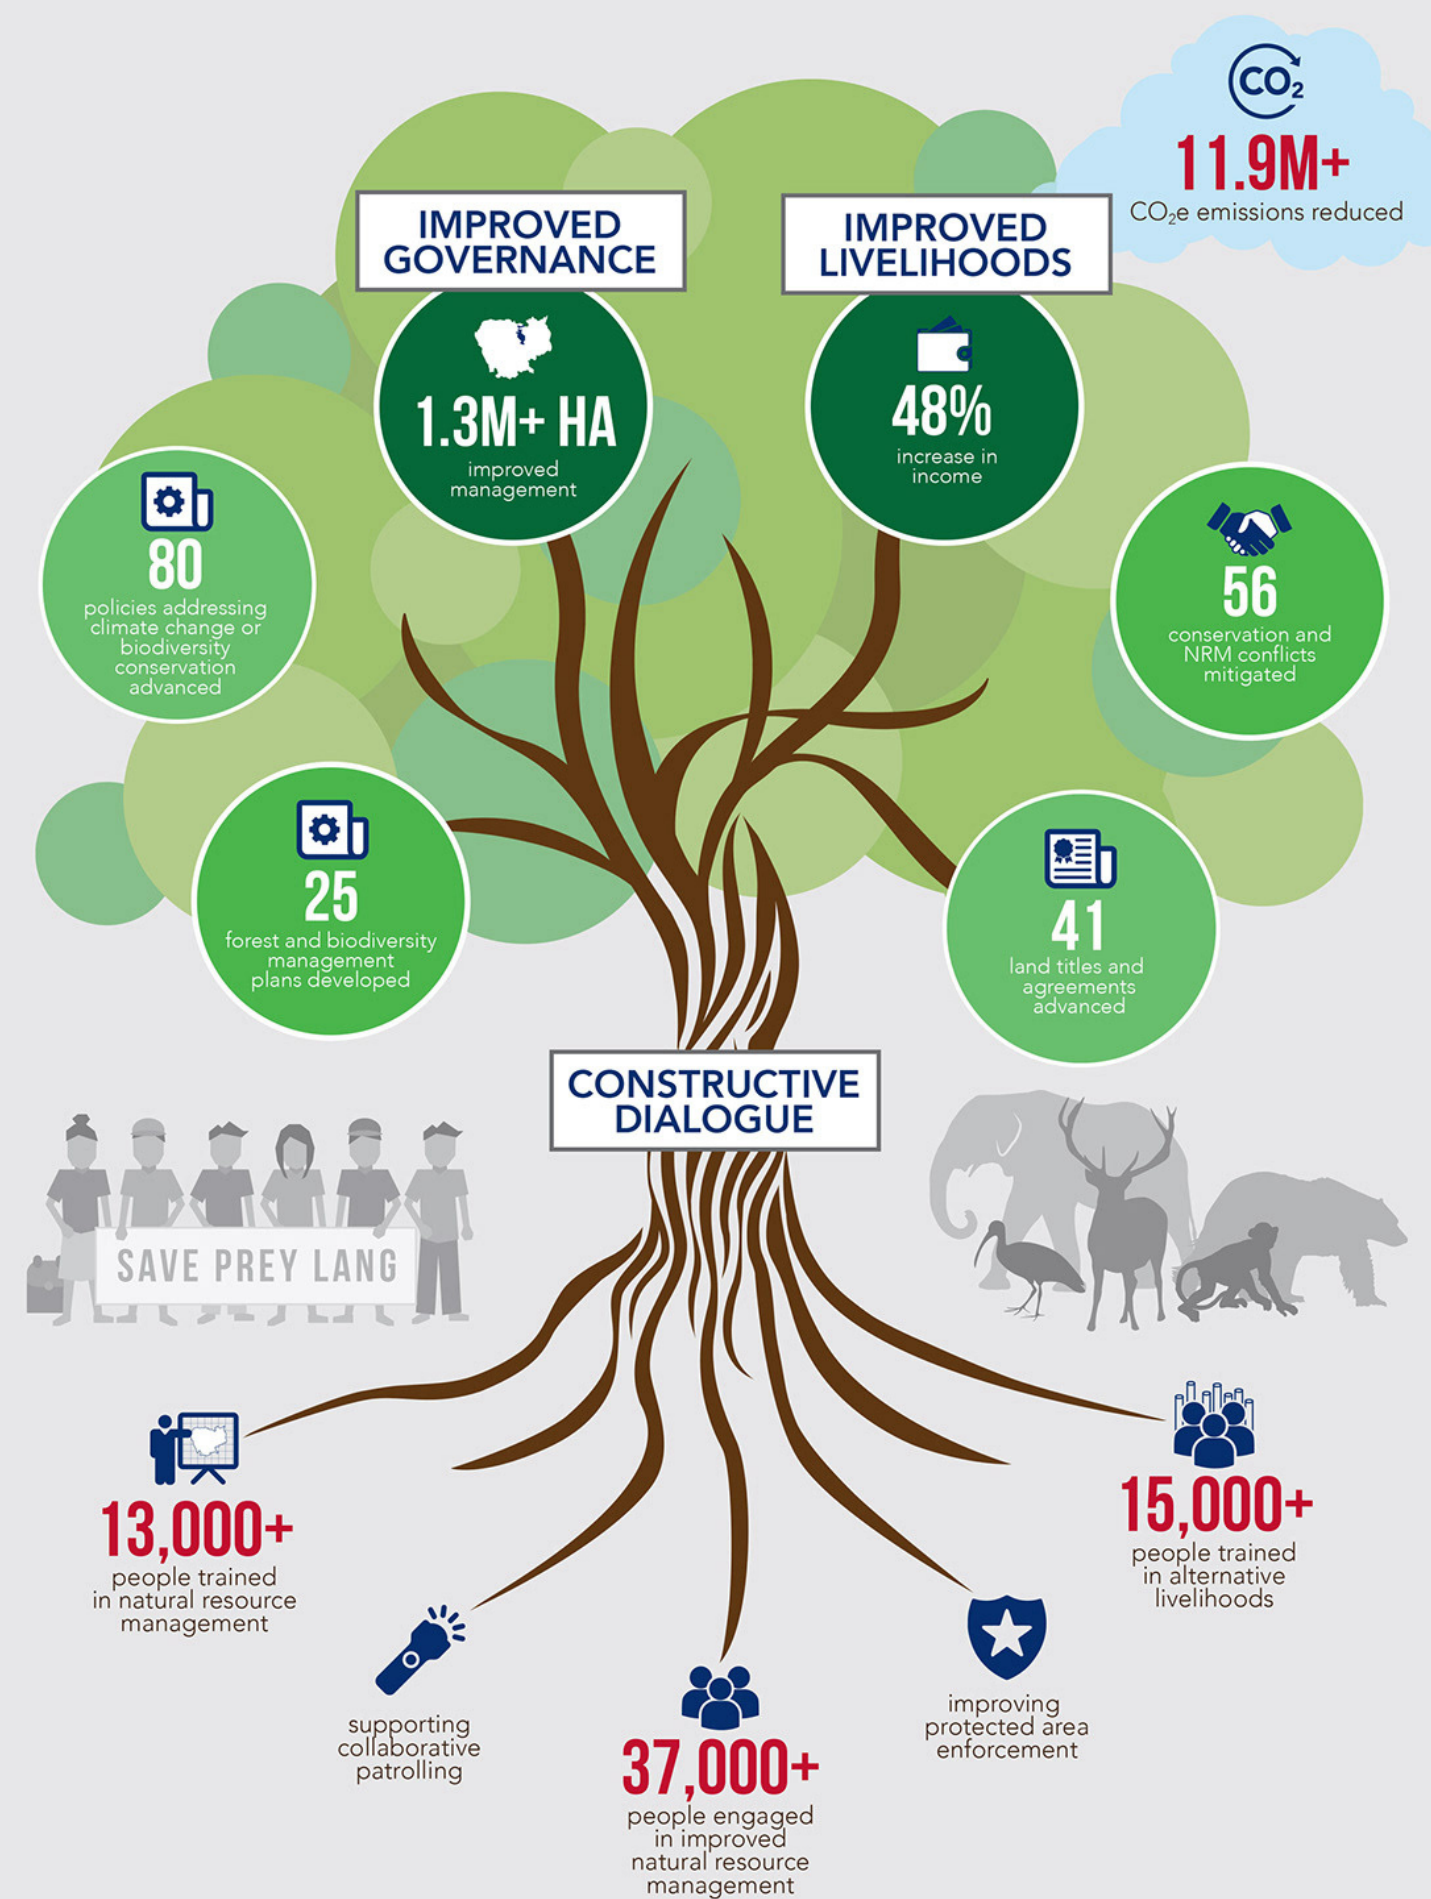 CO₂
11.9M+
CO₂e emissions reduced
IMPROVED
GOVERNANCE
1.3M+ HA
improved
management
IMPROVED
LIVELIHOODS
48%
increase in
income
80
policies addressing
climate change or
biodiversity
conservation
advanced
56
conservation and
NRM conflicts
mitigated
25
forest and biodiversity
management
plans developed
41
land titles and
agreements
advanced
CONSTRUCTIVE
DIALOGUE
SAVE PREY LANG
13,000+
people trained
in natural resource
management
supporting
collaborative
patrolling
37,000+
people engaged
in improved
natural resource
management
improving
protected area
enforcement
15,000+
people trained
in alternative
livelihoods